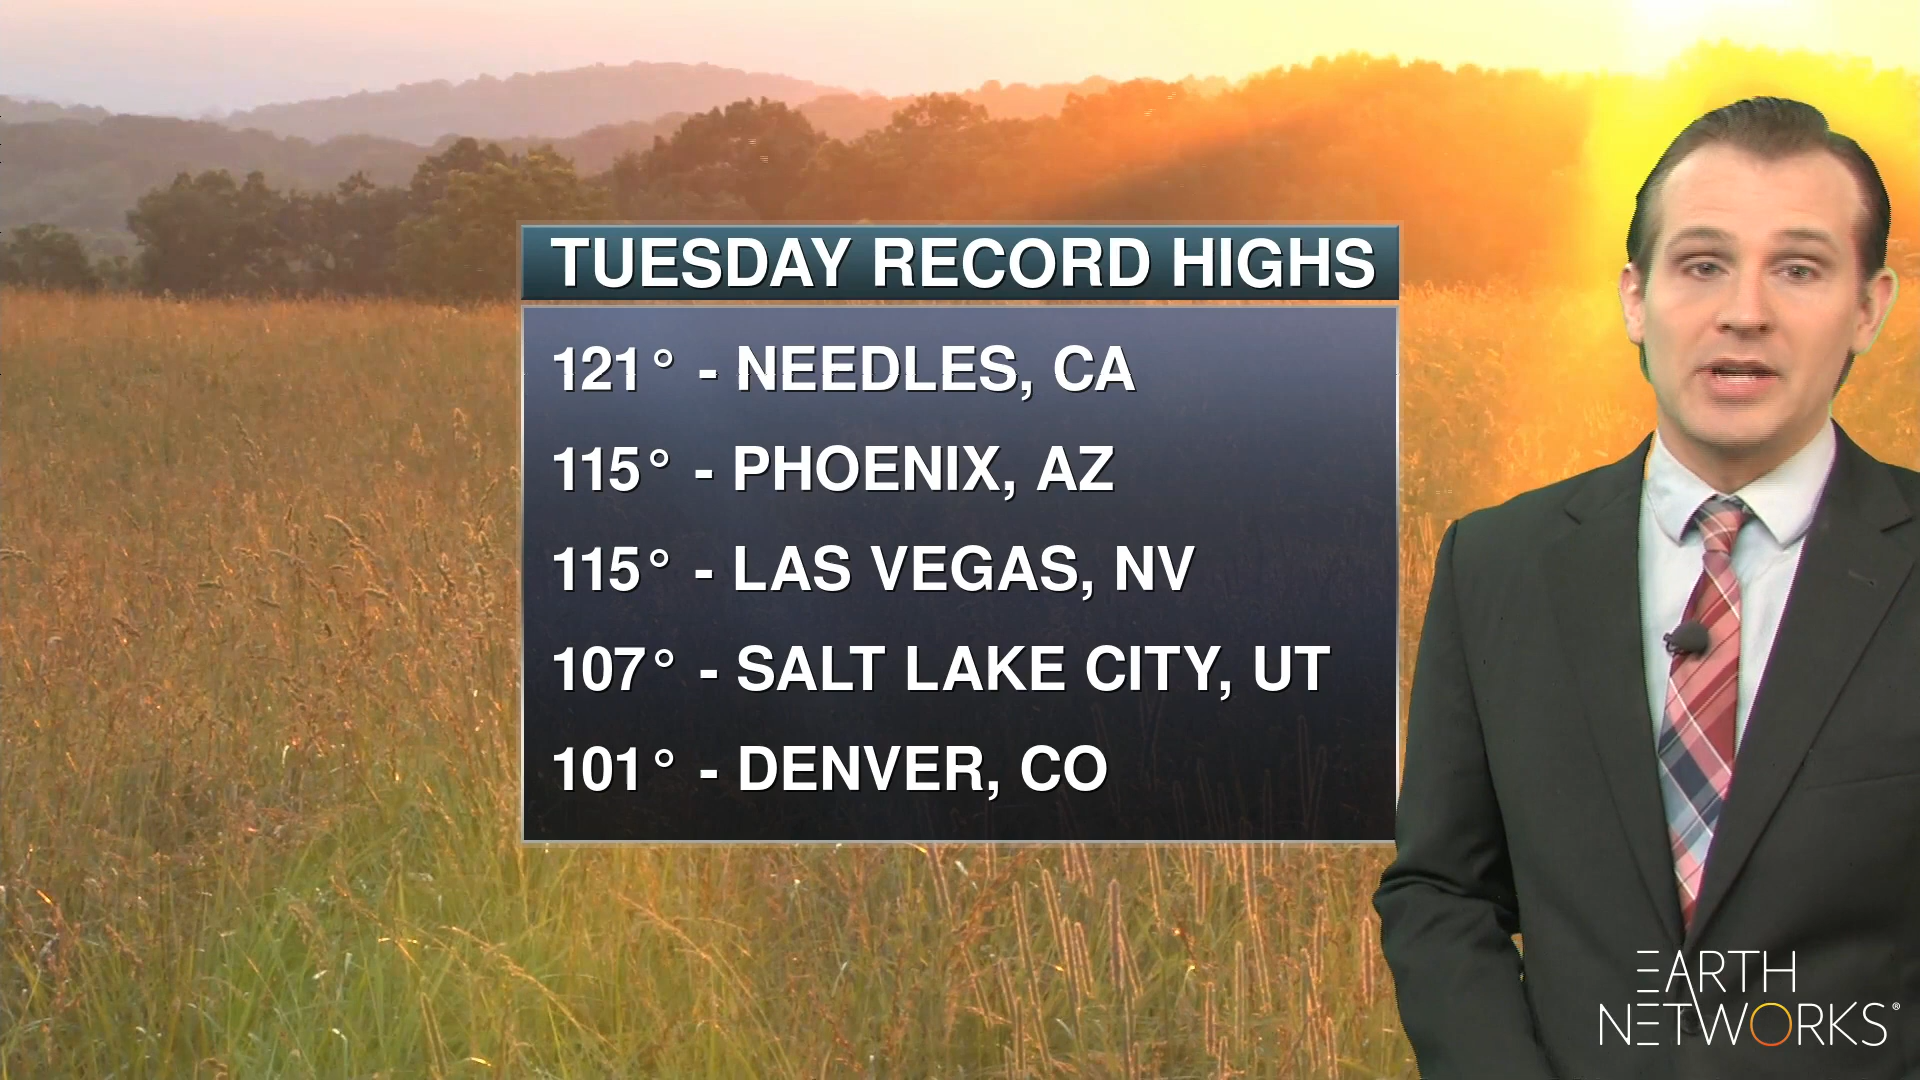 TUESDAY RECORD HIGHS
121° - NEEDLES, CA
115° - PHOENIX, AZ
115° - LAS VEGAS, NV
107° - SALT LAKE CITY, UT
101° - DENVER, CO
EARTH
NETWORKS®